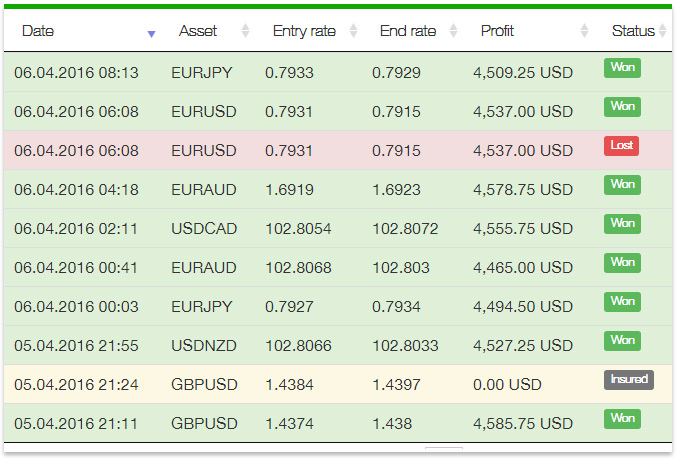 Date Asset Entry rate End rate Profit Status
06.04.2016 08:13 EURJPY 0.7933 0.7929 4,509.25 USD Won
06.04.2016 06:08 EURUSD 0.7931 0.7915 4,537.00 USD Won
06.04.2016 06:08 EURUSD 0.7931 0.7915 4,537.00 USD Lost
06.04.2016 04:18 EURAUD 1.6919 1.6923 4,578.75 USD Won
06.04.2016 02:11 USDCAD 102.8054 102.8072 4,555.75 USD Won
06.04.2016 00:41 EURAUD 102.8068 102.803 4,465.00 USD Won
06.04.2016 00:03 EURJPY 0.7927 0.7934 4,494.50 USD Won
05.04.2016 21:55 USDNZD 102.8066 102.8033 4,527.25 USD Won
05.04.2016 21:24 GBPUSD 1.4384 1.4397 0.00 USD Insured
05.04.2016 21:11 GBPUSD 1.4374 1.438 4,585.75 USD Won